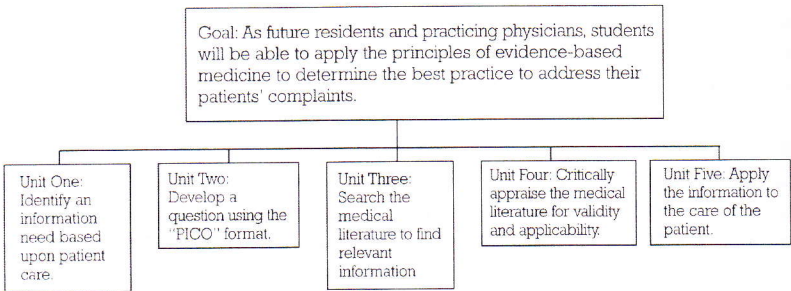 Goal: As future residents and practicing physicians, students
will be able to apply the principles of evidence-based
medicine to determine the best practice to address their
patients' complaints.
Unit One:
Identify an
information
need based
upon patient
care.
Unit Two:
Develop a
question using the
"PICO" format.
Unit Three:
Search the
medical
literature to find
relevant
information
Unit Four: Critically
appraise the medical
literature for validity
and applicability.
Unit Five: Apply
the information to
the care of the
patient.